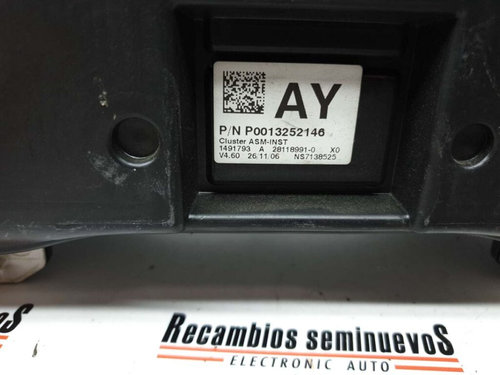 AY
P/N P0013252146
Cluster ASM-INST
1491793 A 28118991-0 X0
V4.60 26.11.06 NS7138525
os
Recambios seminuevos
ELECTRONIC AUTO